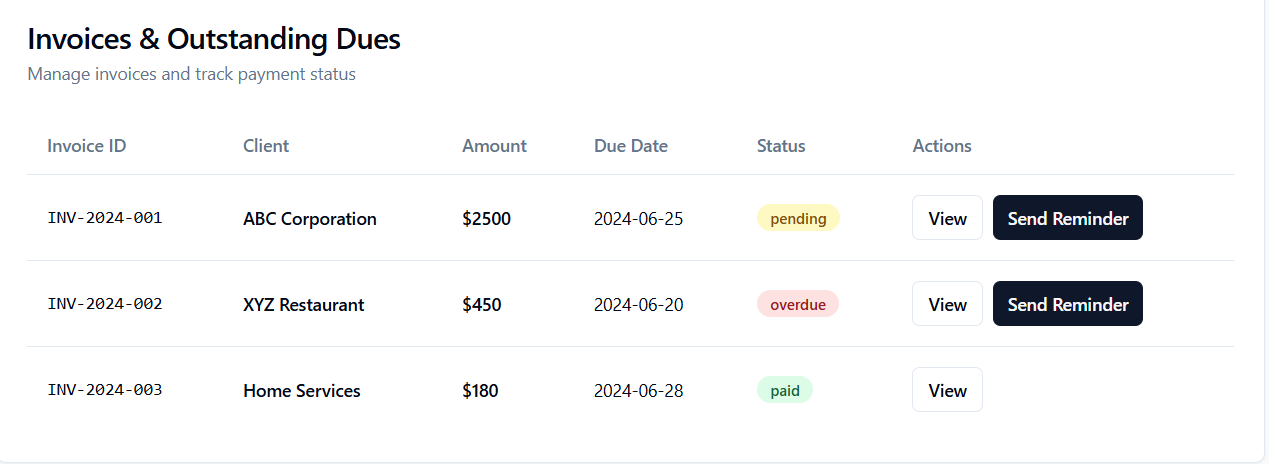 Invoices & Outstanding Dues
Manage invoices and track payment status
Invoice ID Client Amount Due Date Status Actions
INV-2024-001 ABC Corporation $2500 2024-06-25 pending View Send Reminder
INV-2024-002 XYZ Restaurant $450 2024-06-20 overdue View Send Reminder
INV-2024-003 Home Services $180 2024-06-28 paid View